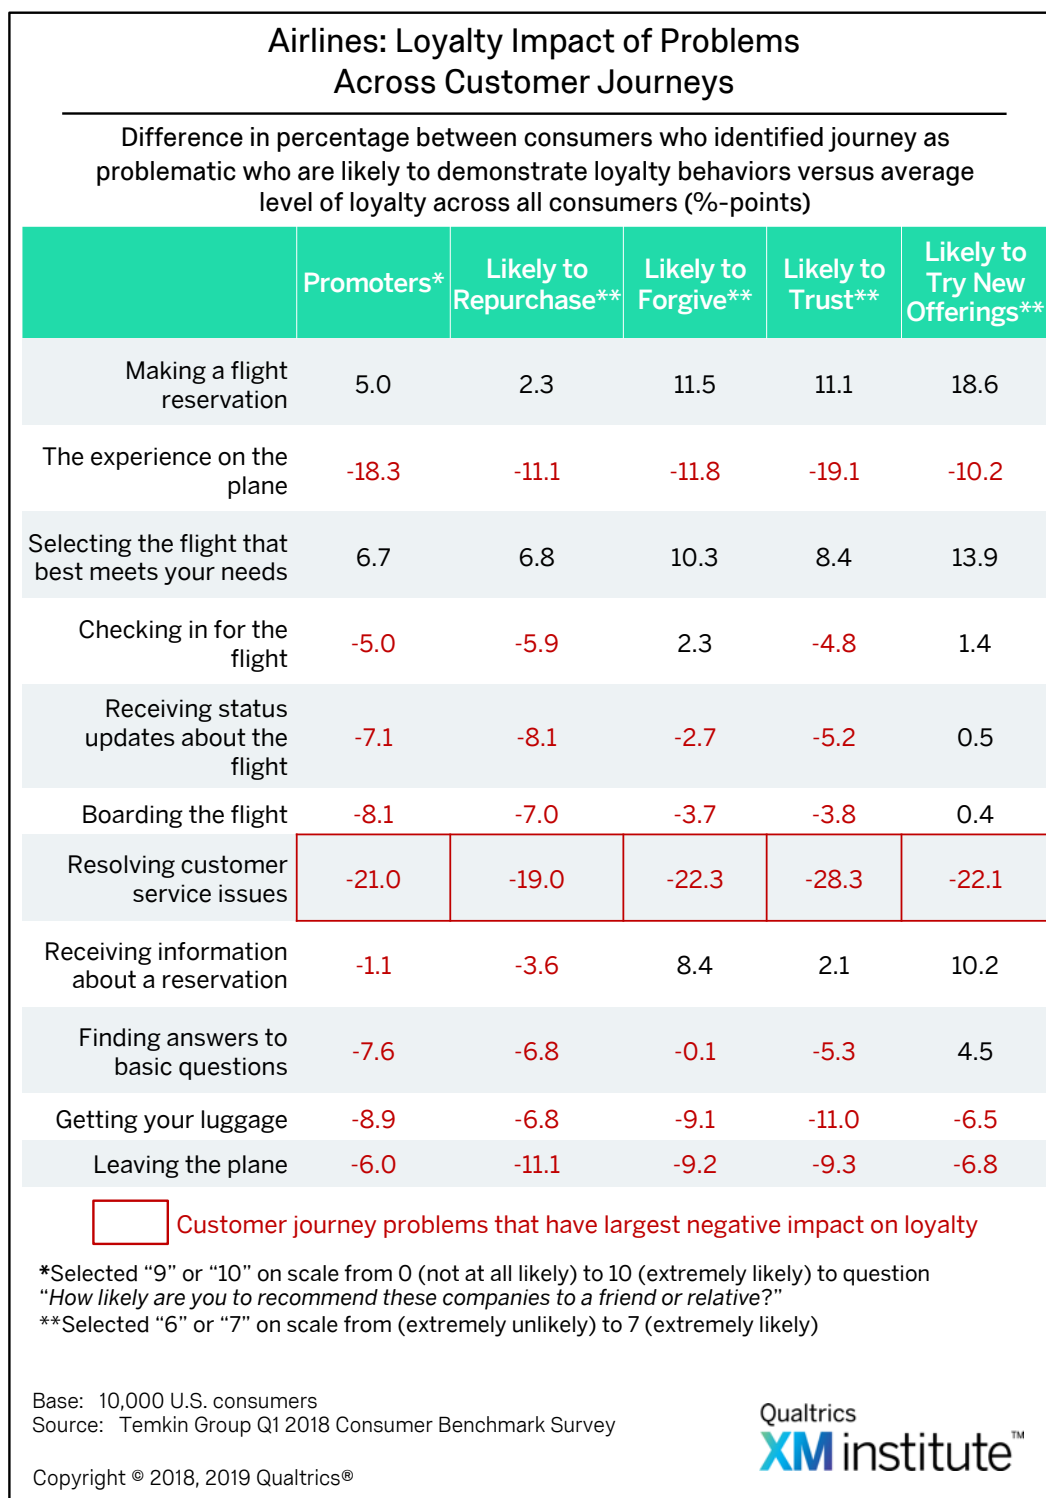 Airlines: Loyalty Impact of Problems
Across Customer Journeys
Difference in percentage between consumers who identified journey as
problematic who are likely to demonstrate loyalty behaviors versus average
level of loyalty across all consumers (%-points)
Promoters* Likely to Repurchase** Likely to Forgive** Likely to Trust** Likely to Try New Offerings**
Making a flight reservation 5.0 2.3 11.5 11.1 18.6
The experience on the plane -18.3 -11.1 -11.8 -19.1 -10.2
Selecting the flight that best meets your needs 6.7 6.8 10.3 8.4 13.9
Checking in for the flight -5.0 -5.9 2.3 -4.8 1.4
Receiving status updates about the flight -7.1 -8.1 -2.7 -5.2 0.5
Boarding the flight -8.1 -7.0 -3.7 -3.8 0.4
Resolving customer service issues -21.0 -19.0 -22.3 -28.3 -22.1
Receiving information about a reservation -1.1 -3.6 8.4 2.1 10.2
Finding answers to basic questions -7.6 -6.8 -0.1 -5.3 4.5
Getting your luggage -8.9 -6.8 -9.1 -11.0 -6.5
Leaving the plane -6.0 -11.1 -9.2 -9.3 -6.8
Customer journey problems that have largest negative impact on loyalty
*Selected “9” or “10” on scale from 0 (not at all likely) to 10 (extremely likely) to question
“How likely are you to recommend these companies to a friend or relative?”
**Selected “6” or “7” on scale from (extremely unlikely) to 7 (extremely likely)
Base: 10,000 U.S. consumers
Source: Temkin Group Q1 2018 Consumer Benchmark Survey
Copyright © 2018, 2019 Qualtrics®
Qualtrics
XM institute™